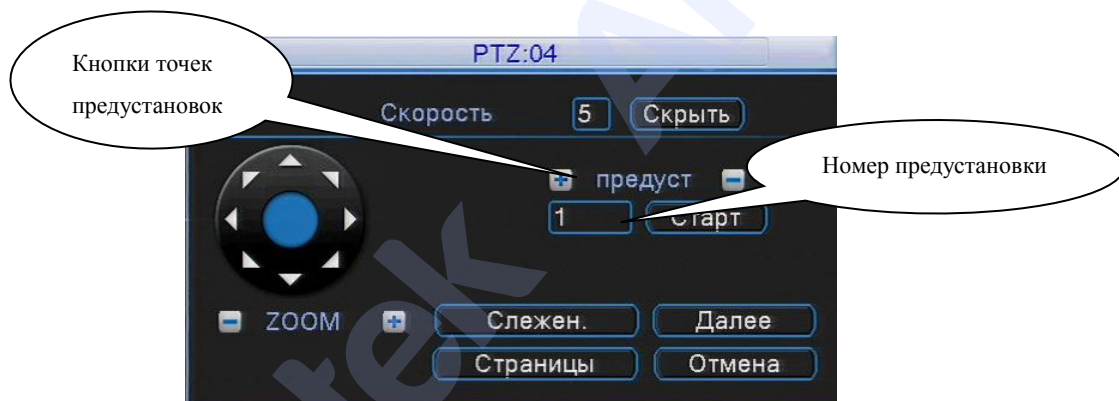 PTZ:04
Кнопки точек
предустановок
Скорость 5 Скрыть
Номер предустановки
предуст
1 Старт
ZOOM Слежен. Далее
Страницы Отмена